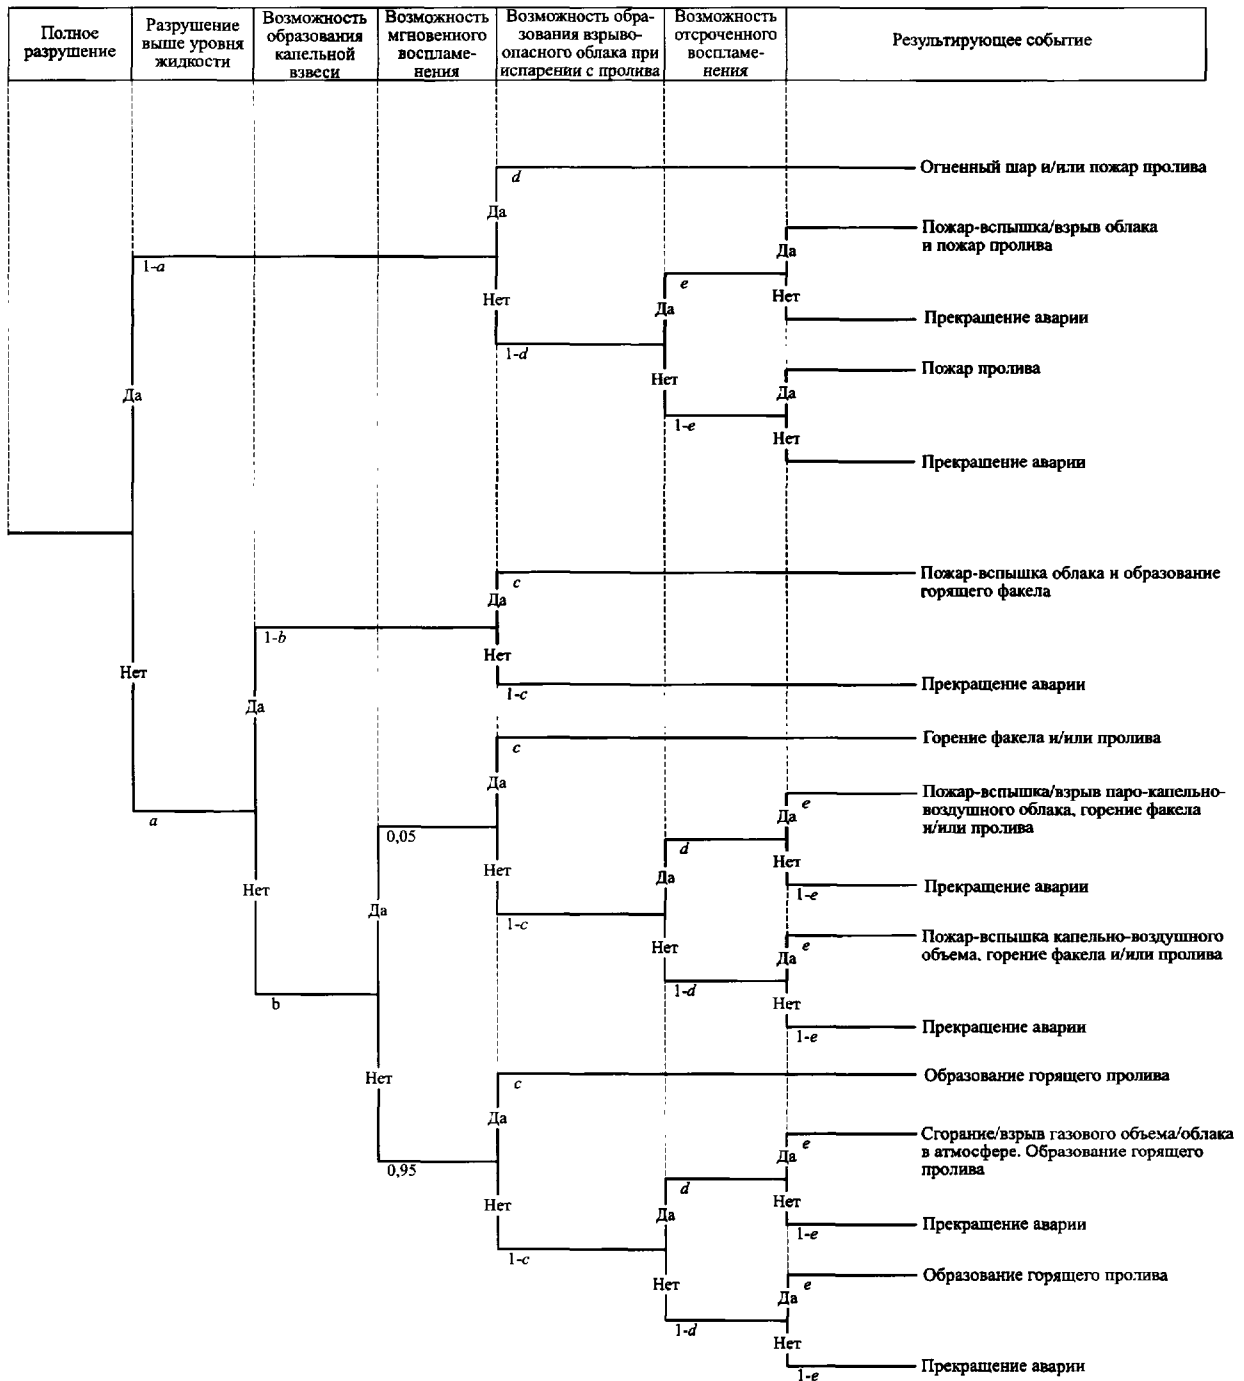 Полное
разрушение
Разрушение
выше уровня
жидкости
Возможность
образования
капельной
взвеси
Возможность
мгновенного
воспламе-
нения
Возможность обра-
зования взрыво-
опасного облака при
испарении с пролива
Возможность
отсроченного
воспламе-
нения
Результирующее событие
d
Огненный шар и/или пожар пролива
Да
Пожар-вспышка/взрыв облака
и пожар пролива
Да
1-a
e
Нет
Нет
Да
Прекращение аварии
1-d
Пожар пролива
Нет
Да
Да
1-e
Нет
Прекращение аварии
c
Пожар-вспышка облака и образование
горящего факела
Да
1-b
Нет
Нет
1-c
Прекращение аварии
Да
c
Горение факела и/или пролива
Да
e
Пожар-вспышка/взрыв паро-капельно-
воздушного облака, горение факела
и/или пролива
Да
a
0,05
d
Нет
Нет
Нет
Да
Прекращение аварии
1-e
Да
1-c
e
Пожар-вспышка капельно-воздушного
объема, горение факела и/или пролива
Нет
Да
b
1-d
Нет
Прекращение аварии
1-e
Нет
c
Образование горящего пролива
Да
e
Сгорание/взрыв газового объема/облака
в атмосфере. Образование горящего
пролива
Да
0,95
d
Нет
Нет
Да
Прекращение аварии
1-e
1-c
e
Образование горящего пролива
Нет
Да
1-d
Нет
Прекращение аварии
1-e